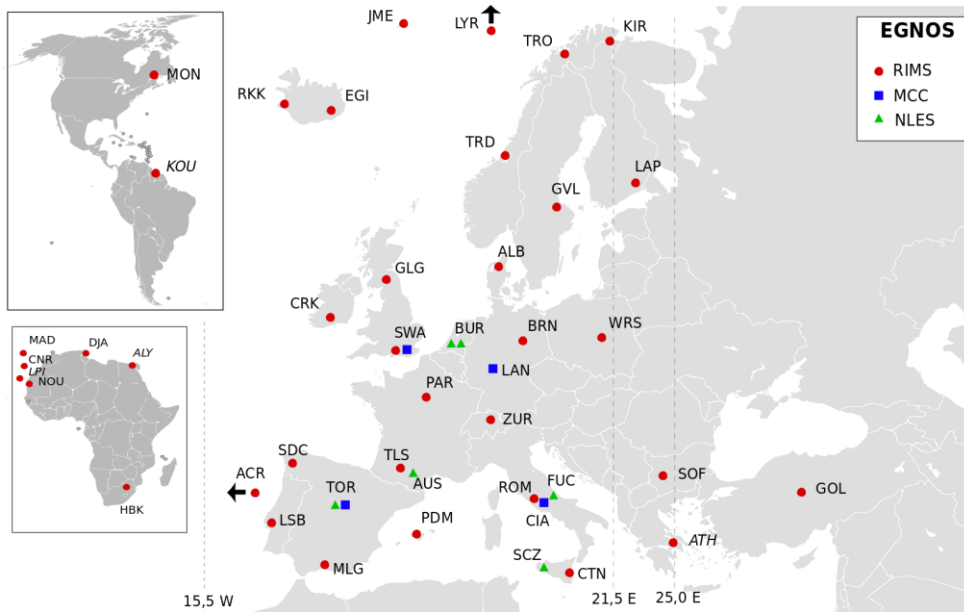 JME
LYR
KIR
TRO
EGNOS
RIMS
MCC
NLES
MON
RKK
EGI
TRD
KOU
LAP
GVL
ALB
GLG
CRK
SWA
BUR
BRN
WRS
MAD
DJA
ALY
CNR
LPI
NOU
LAN
PAR
ZUR
SDC
TLS
ACR
TOR
AUS
ROM
FUC
SOF
GOL
HBK
LSB
PDM
CIA
ATH
SCZ
MLG
CTN
15,5 W
21,5 E
25,0 E